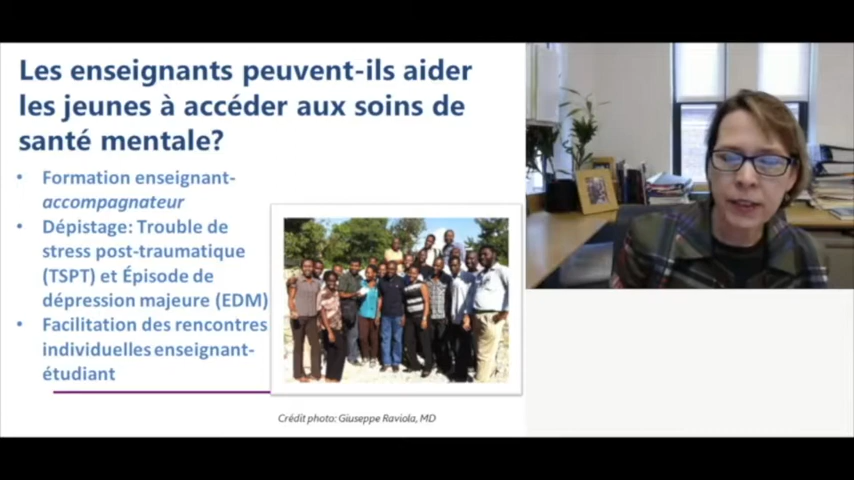 Les enseignants peuvent-ils aider
les jeunes à accéder aux soins de
santé mentale?
• Formation enseignant-
accompagnateur
• Dépistage: Trouble de
stress post-traumatique
(TSPT) et Épisode de
dépression majeure (EDM)
• Facilitation des rencontres
individuelles enseignant-
étudiant
Crédit photo: Giuseppe Raviola, MD